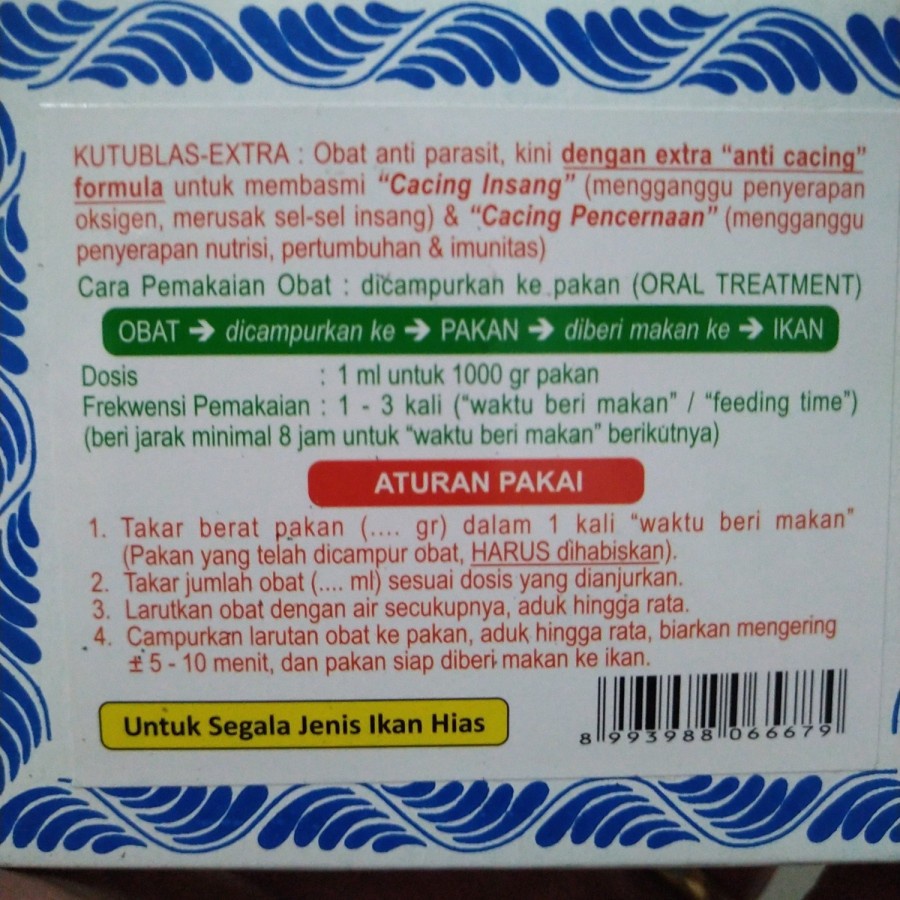 KUTUBLAS-EXTRA : Obat anti parasit, kini dengan extra "anti cacing"
formula untuk membasmi "Cacing Insang" (mengganggu penyerapan
oksigen, merusak sel-sel insang) & "Cacing Pencernaan" (mengganggu
penyerapan nutrisi, pertumbuhan & imunitas)
Cara Pemakaian Obat : dicampurkan ke pakan (ORAL TREATMENT)
OBAT → dicampurkan ke → PAKAN → diberi makan ke → IKAN
Dosis : 1 ml untuk 1000 gr pakan
Frekwensi Pemakaian : 1 - 3 kali ("waktu beri makan" / "feeding time")
(beri jarak minimal 8 jam untuk "waktu beri makan" berikutnya)
ATURAN PAKAI
1. Takar berat pakan (.... gr) dalam 1 kali "waktu beri makan"
(Pakan yang telah dicampur obat, HARUS dihabiskan).
2. Takar jumlah obat (.... ml) sesuai dosis yang dianjurkan.
3. Larutkan obat dengan air secukupnya, aduk hingga rata.
4. Campurkan larutan obat ke pakan, aduk hingga rata, biarkan mengering
± 5 - 10 menit, dan pakan siap diberi makan ke ikan.
Untuk Segala Jenis Ikan Hias
8 993988 066679